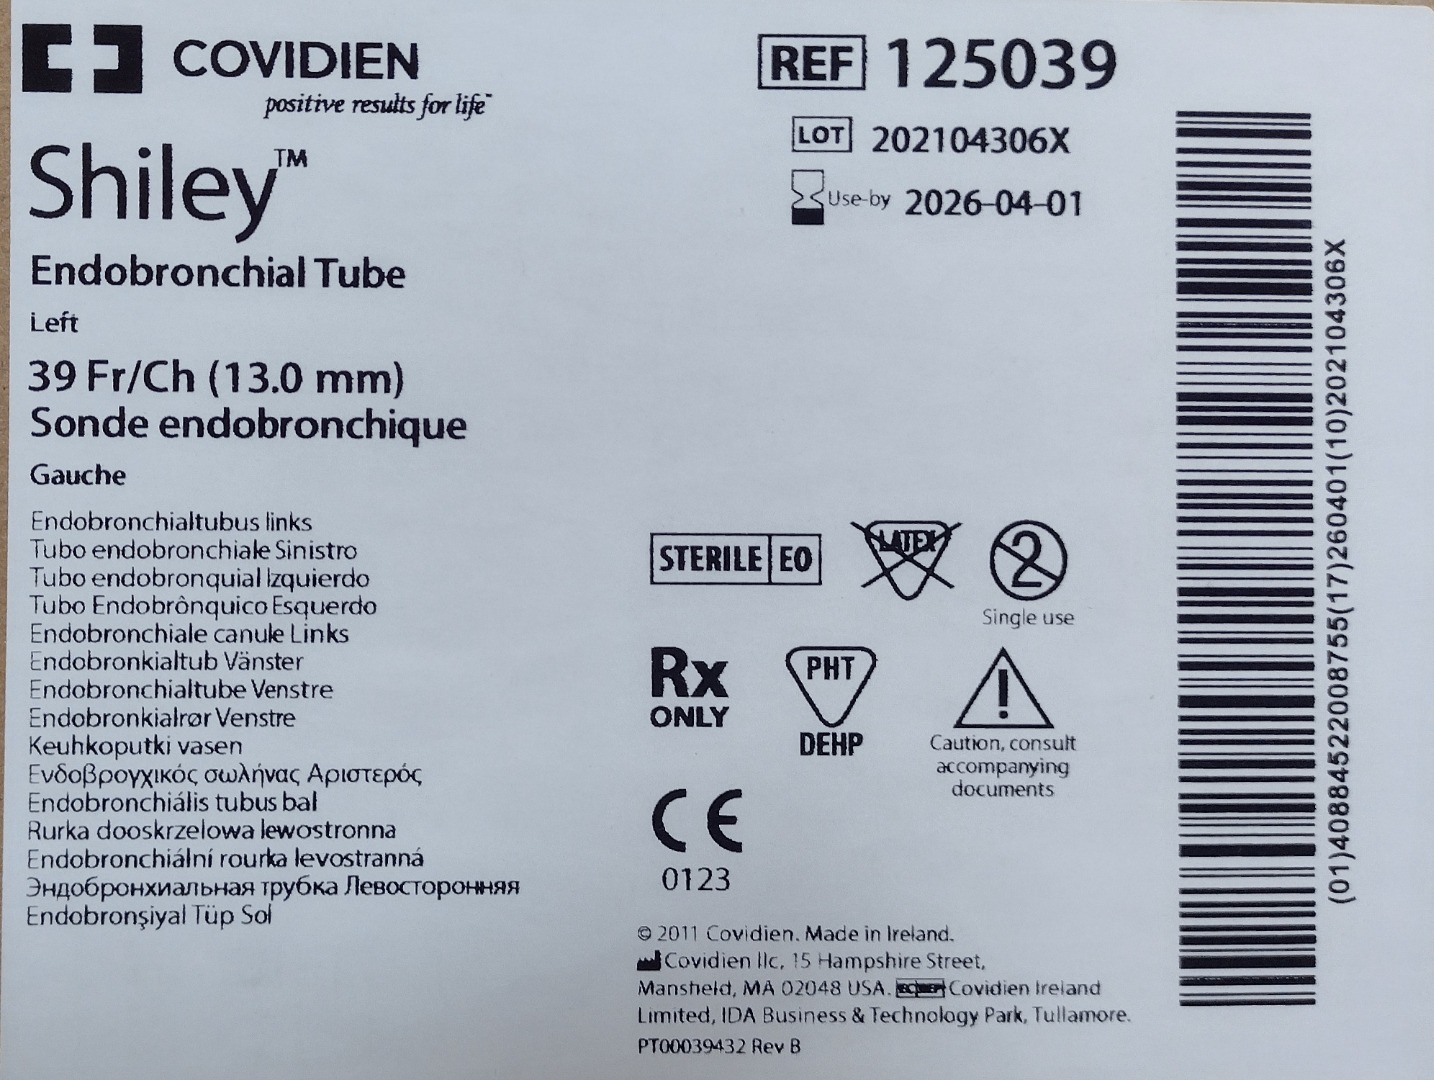 COVIDIEN
positive results for life™
Shiley™
Endobronchial Tube
Left
39 Fr/Ch (13.0 mm)
Sonde endobronchique
Gauche
Endobronchialtubus links
Tubo endobronchiale Sinistro
Tubo endobronquial Izquierdo
Tubo Endobrônquico Esquerdo
Endobronchiale canule Links
Endobronkialtub Vänster
Endobronchialtube Venstre
Endobronkialrør Venstre
Keuhkoputki vasen
Ενδοβρογχικός σωλήνας Αριστερός
Endobronchiális tubus bal
Rurka dooskrzelowa lewostronna
Endobronchiální rourka levostranná
Эндобронхиальная трубка Левосторонняя
Endobronşiyal Tüp Sol
REF 125039
LOT 202104306X
Use-by 2026-04-01
STERILE EO
LATEX
2
Single use
Rx
ONLY
PHT
DEHP
!
Caution, consult
accompanying
documents
CE
0123
© 2011 Covidien. Made in Ireland.
Covidien llc, 15 Hampshire Street,
Mansfield, MA 02048 USA. EC REP Covidien Ireland
Limited, IDA Business & Technology Park, Tullamore.
PT00039432 Rev B
(01)40884522008755(17)260401(10)202104306X